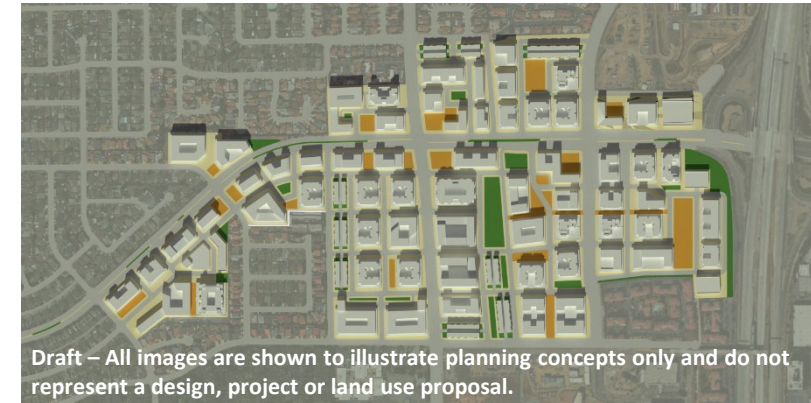 Draft – All images are shown to illustrate planning concepts only and do not
represent a design, project or land use proposal.